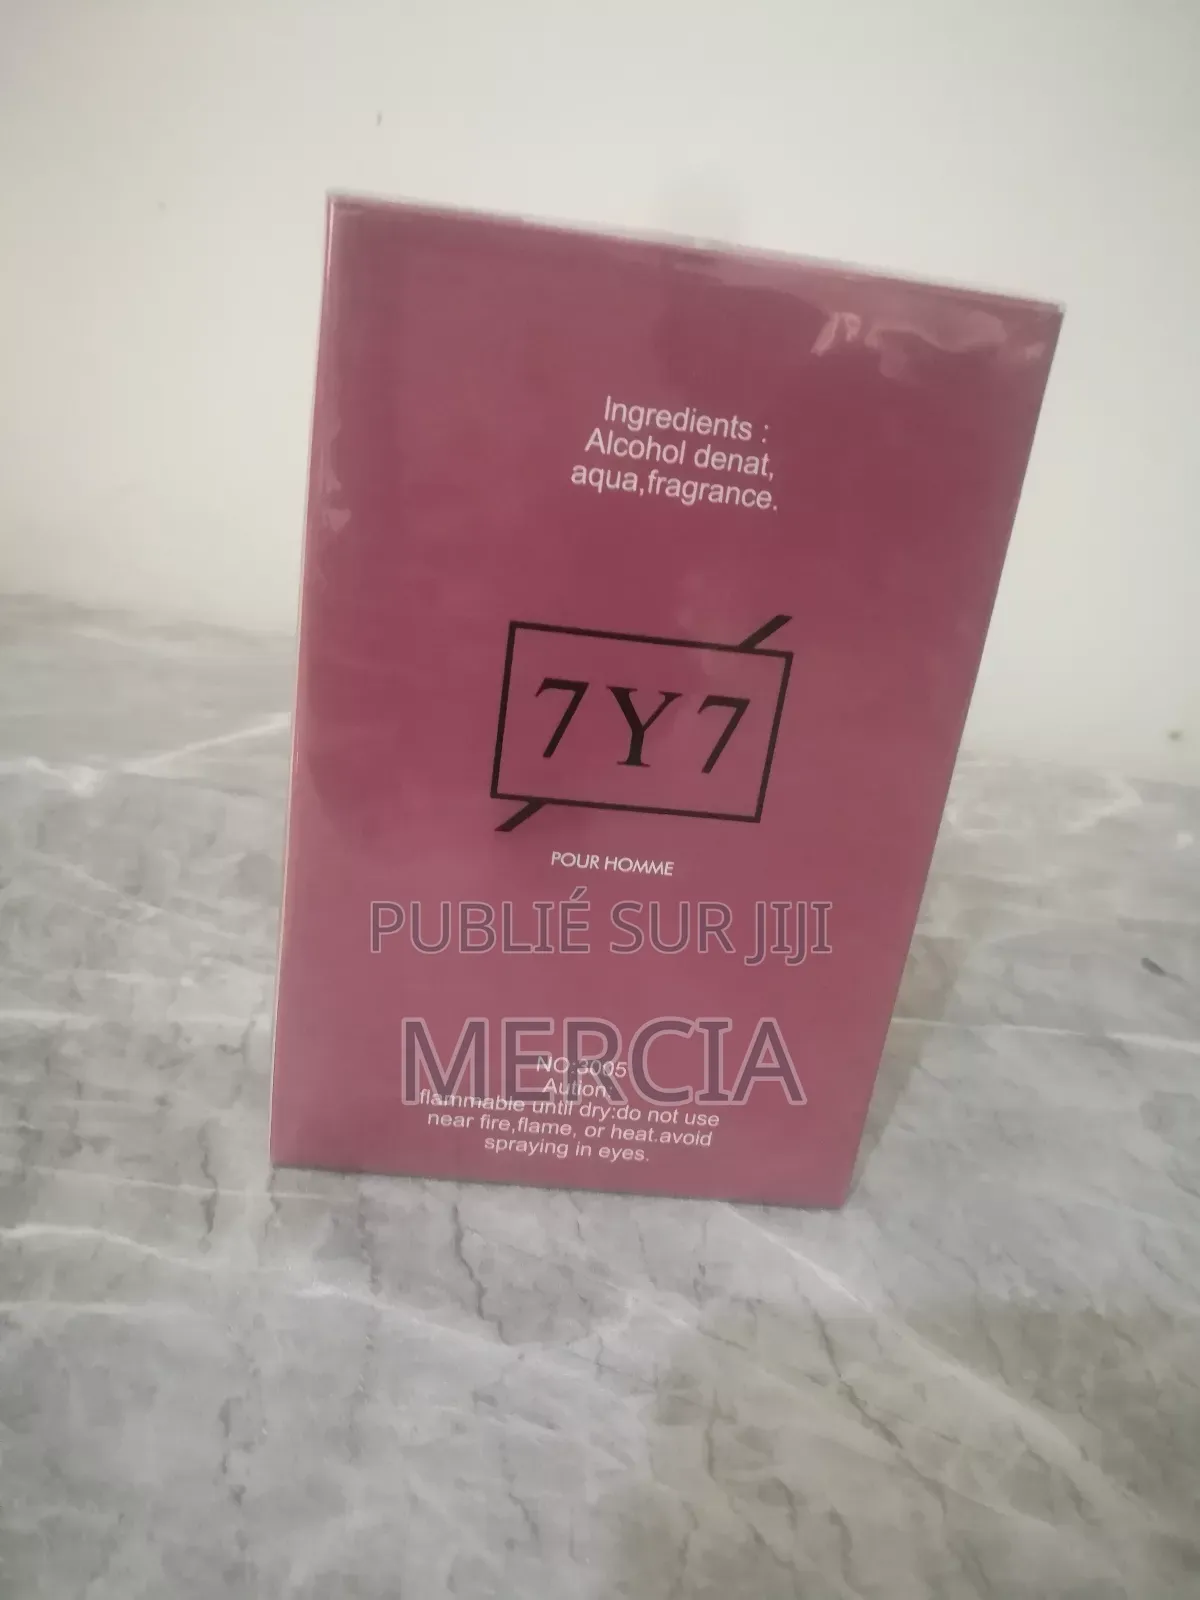 Ingredients :
Alcohol denat,
aqua,fragrance.
7Y7
POUR HOMME
PUBLIÉ SUR JIJI
MERCIA
NO:3005
Aution:
flammable until dry:do not use
near fire,flame, or heat.avoid
spraying in eyes.